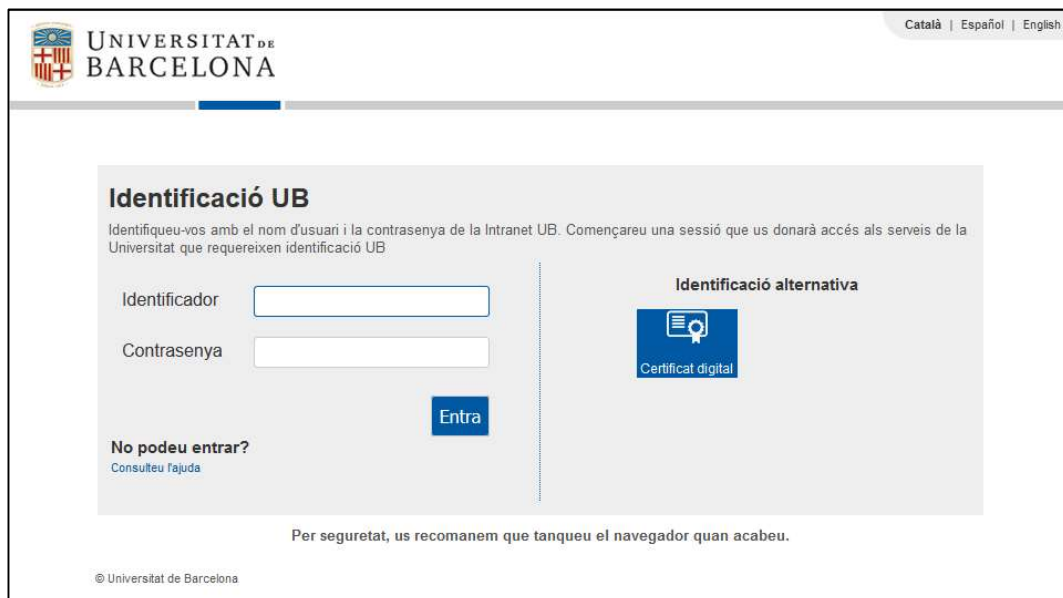 Català | Español | English
UNIVERSITAT DE
BARCELONA
Identificació UB
Identifiqueu-vos amb el nom d'usuari i la contrasenya de la Intranet UB. Començareu una sessió que us donarà accés als serveis de la
Universitat que requereixen identificació UB
Identificador
Contrasenya
Entra
No podeu entrar?
Consulteu l'ajuda
Identificació alternativa
Certificat digital
Per seguretat, us recomanem que tanqueu el navegador quan acabeu.
© Universitat de Barcelona